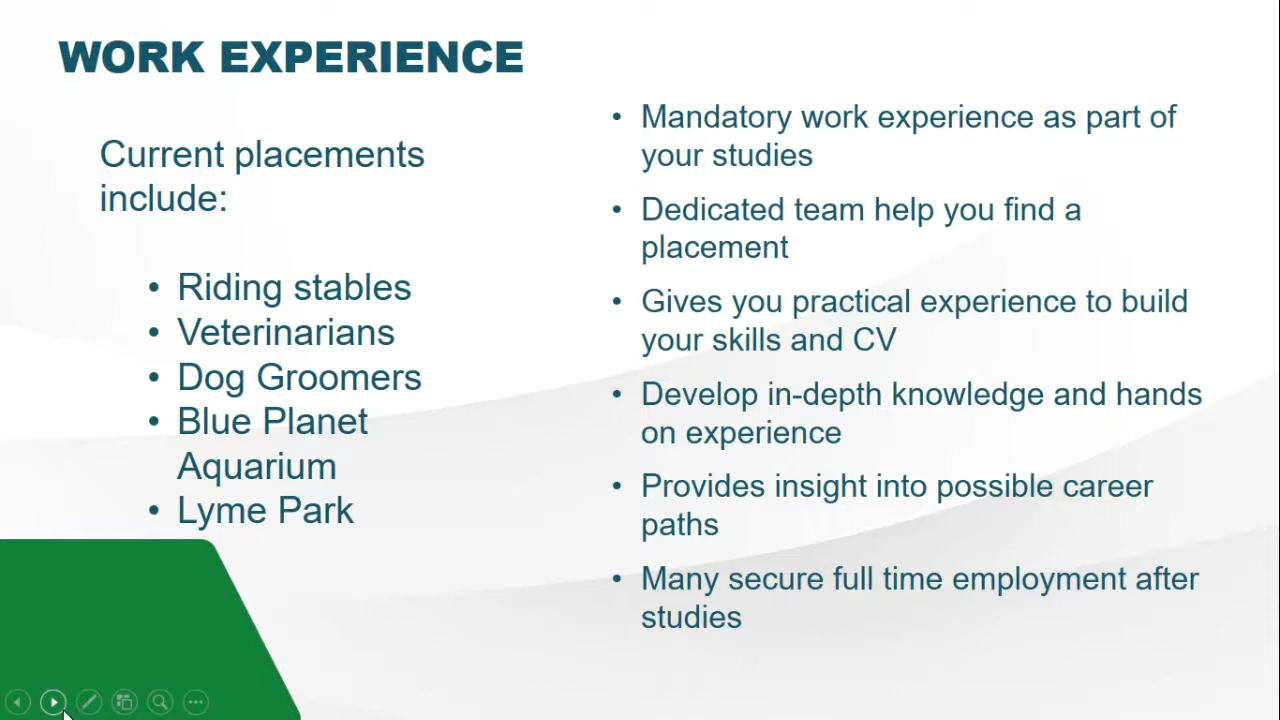 WORK EXPERIENCE
Current placements
include:
• Riding stables
• Veterinarians
• Dog Groomers
• Blue Planet
Aquarium
• Lyme Park
• Mandatory work experience as part of
your studies
• Dedicated team help you find a
placement
• Gives you practical experience to build
your skills and CV
• Develop in-depth knowledge and hands
on experience
• Provides insight into possible career
paths
• Many secure full time employment after
studies